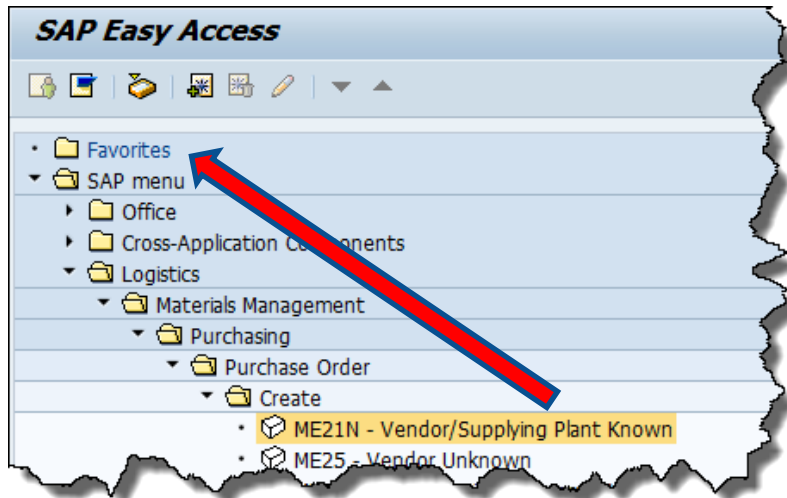 SAP Easy Access
Favorites
SAP menu
Office
Cross-Application Components
Logistics
Materials Management
Purchasing
Purchase Order
Create
ME21N - Vendor/Supplying Plant Known
ME25 - Vendor Unknown